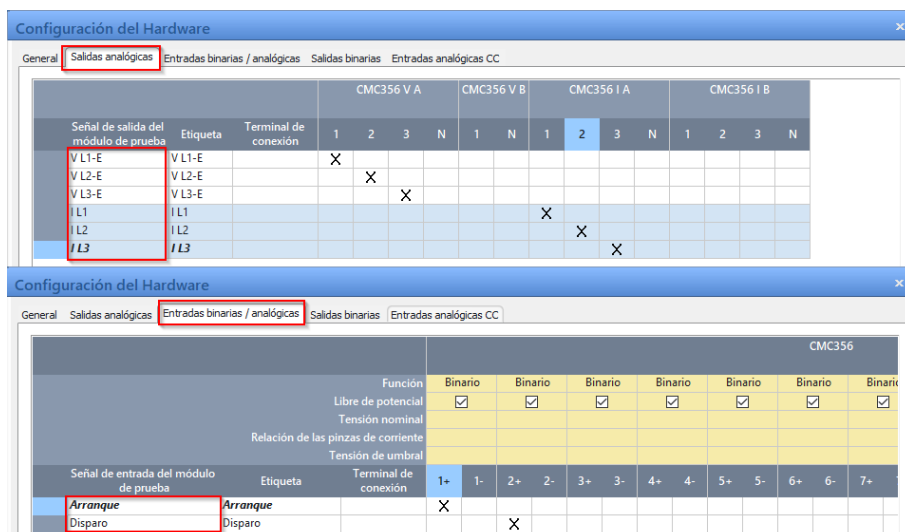 Configuración del Hardware
General Salidas analógicas Entradas binarias / analógicas Salidas binarias Entradas analógicas CC
CMC356 V A CMC356 V B CMC356 I A CMC356 I B
Señal de salida del módulo de prueba Etiqueta Terminal de conexión 1 2 3 N 1 N 1 2 3 N 1 2 3 N
V L1-E V L1-E X
V L2-E V L2-E X
V L3-E V L3-E X
I L1 I L1 X
I L2 I L2 X
I L3 I L3 X
Configuración del Hardware
General Salidas analógicas Entradas binarias / analógicas Salidas binarias Entradas analógicas CC
CMC356
Función Binario Binario Binario Binario Binario Binario Binario
Libre de potencial
Tensión nominal
Relación de las pinzas de corriente
Tensión de umbral
Señal de entrada del módulo de prueba Etiqueta Terminal de conexión 1+ 1- 2+ 2- 3+ 3- 4+ 4- 5+ 5- 6+ 6- 7+
Arranque Arranque X
Disparo Disparo X